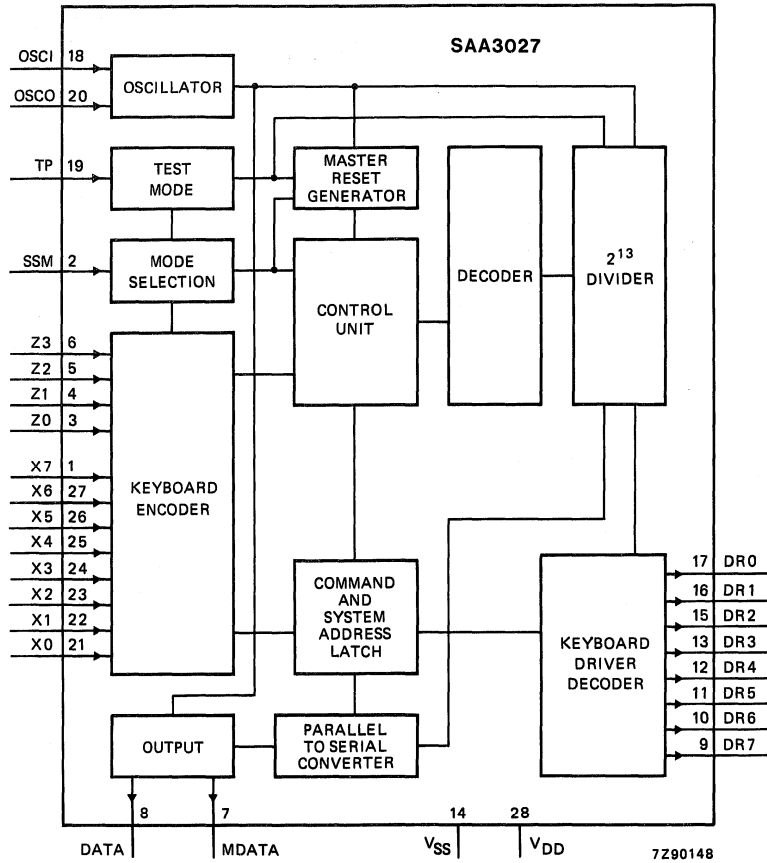 SAA3027
OSCI 18
OSCO 20
OSCILLATOR
TP 19
TEST
MODE
MASTER
RESET
GENERATOR
SSM 2
MODE
SELECTION
CONTROL
UNIT
DECODER
2¹³
DIVIDER
Z3 6
Z2 5
Z1 4
Z0 3
X7 1
X6 27
X5 26
X4 25
X3 24
X2 23
X1 22
X0 21
KEYBOARD
ENCODER
COMMAND
AND
SYSTEM
ADDRESS
LATCH
KEYBOARD
DRIVER
DECODER
17 DR0
16 DR1
15 DR2
13 DR3
12 DR4
11 DR5
10 DR6
9 DR7
OUTPUT
PARALLEL
TO SERIAL
CONVERTER
8 7 14 28
DATA MDATA VSS VDD
7Z90148